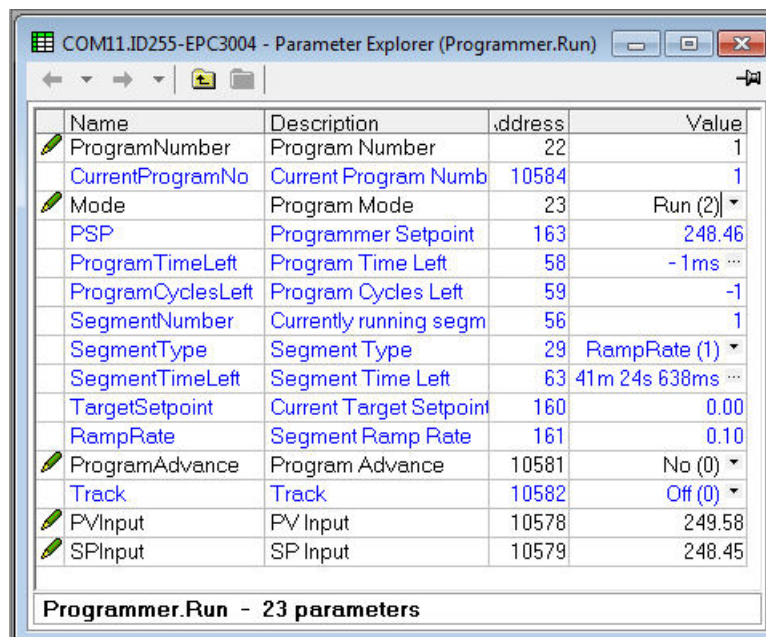 COM11.ID255-EPC3004 - Parameter Explorer (Programmer.Run)
Name Description ddress Value
ProgramNumber Program Number 22 1
CurrentProgramNo Current Program Numb 10584 1
Mode Program Mode 23 Run (2)
PSP Programmer Setpoint 163 248.46
ProgramTimeLeft Program Time Left 58 -1ms ...
ProgramCyclesLeft Program Cycles Left 59 -1
SegmentNumber Currently running segm 56 1
SegmentType Segment Type 29 RampRate (1)
SegmentTimeLeft Segment Time Left 63 41m 24s 638ms ...
TargetSetpoint Current Target Setpoint 160 0.00
RampRate Segment Ramp Rate 161 0.10
ProgramAdvance Program Advance 10581 No (0)
Track Track 10582 Off (0)
PVInput PV Input 10578 249.58
SPInput SP Input 10579 248.45
Programmer.Run - 23 parameters